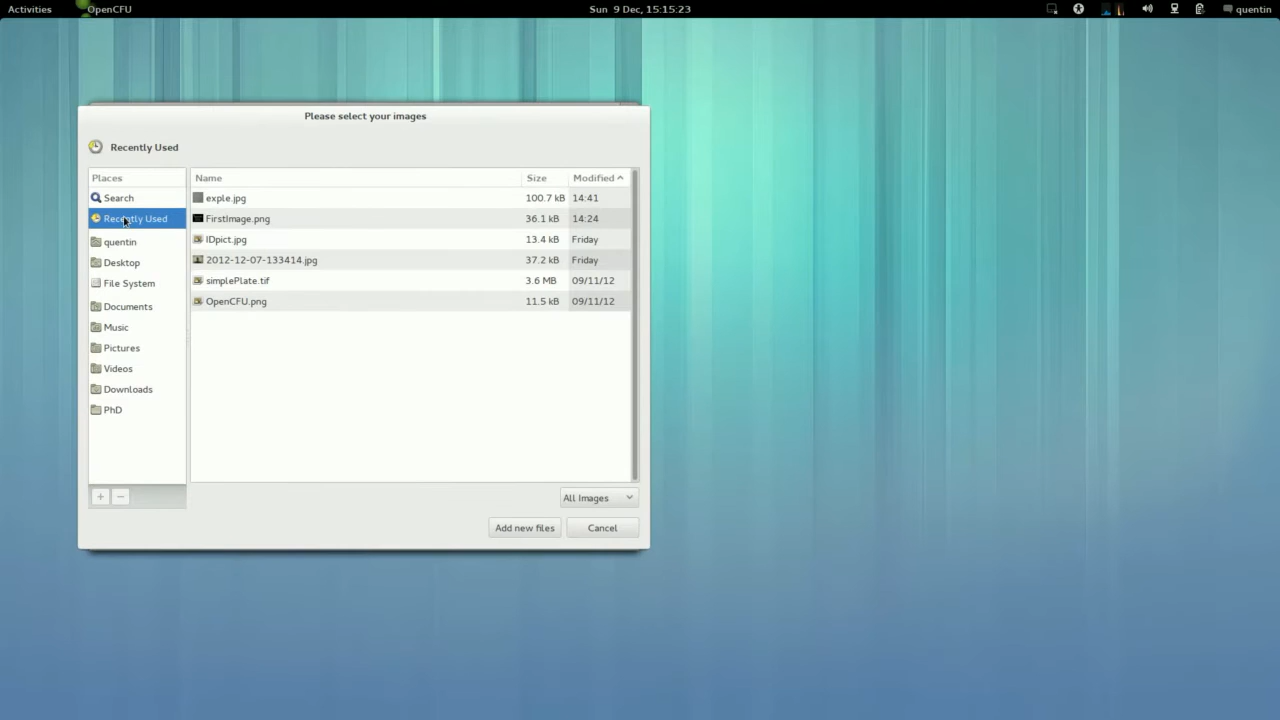 Activities OpenCFU Sun 9 Dec, 15:15:23 quentin
Please select your images
Recently Used
Places Name Size Modified
Search exple.jpg 100.7 kB 14:41
Recently Used FirstImage.png 36.1 kB 14:24
quentin IDpict.jpg 13.4 kB Friday
Desktop 2012-12-07-133414.jpg 37.2 kB Friday
File System simplePlate.tif 3.6 MB 09/11/12
Documents OpenCFU.png 11.5 kB 09/11/12
Music
Pictures
Videos
Downloads
PhD
All Images
Add new files Cancel